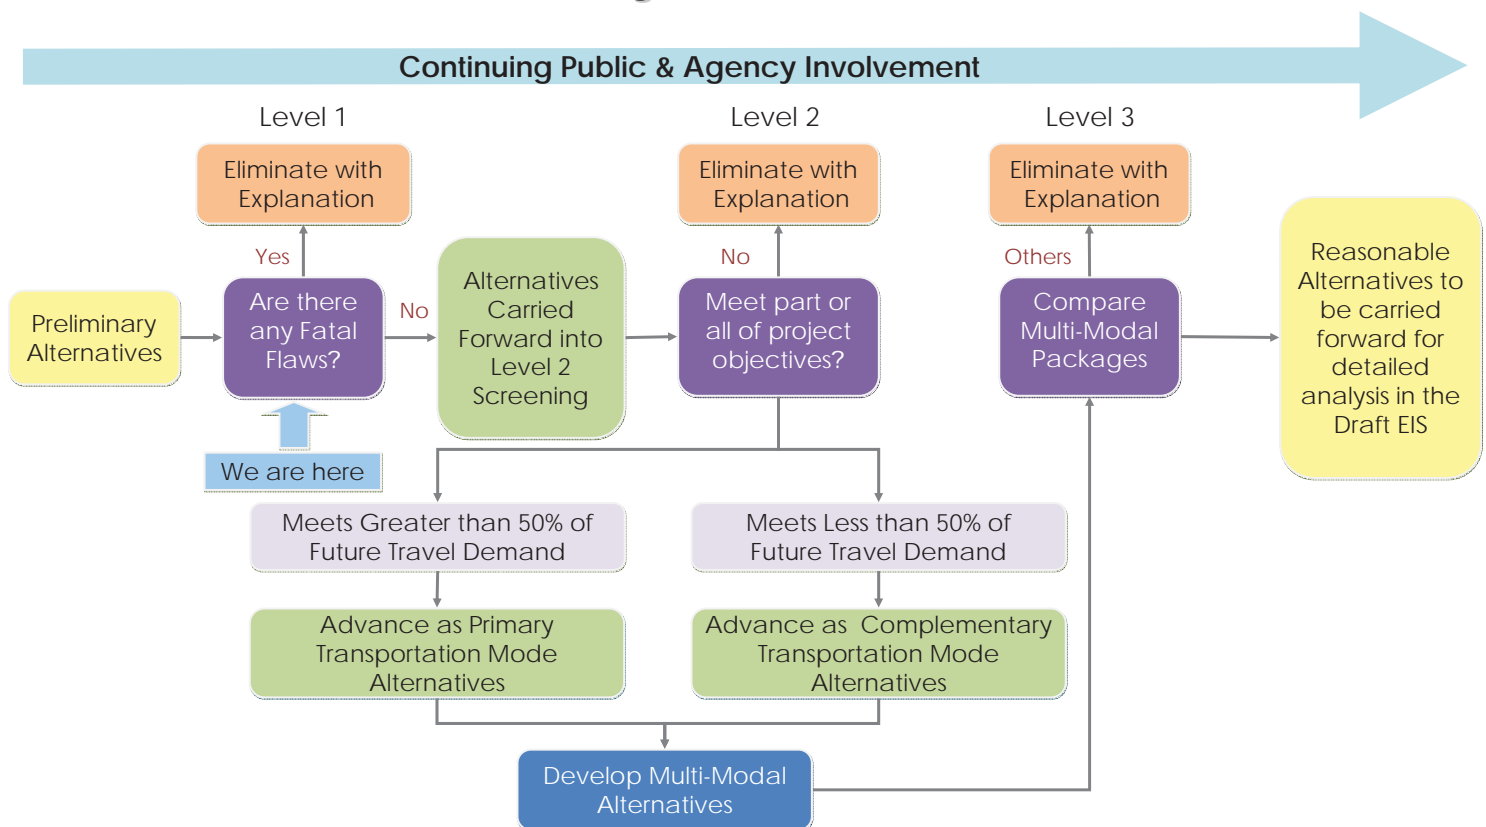 Continuing Public & Agency Involvement
Level 1
Level 2
Level 3
Eliminate with
Explanation
Eliminate with
Explanation
Eliminate with
Explanation
Yes
No
Others
Preliminary
Alternatives
Are there
any Fatal
Flaws?
No
Alternatives
Carried
Forward into
Level 2
Screening
Meet part or
all of project
objectives?
Compare
Multi-Modal
Packages
Reasonable
Alternatives to
be carried
forward for
detailed
analysis in the
Draft EIS
We are here
Meets Greater than 50% of
Future Travel Demand
Meets Less than 50% of
Future Travel Demand
Advance as Primary
Transportation Mode
Alternatives
Advance as Complementary
Transportation Mode
Alternatives
Develop Multi-Modal
Alternatives